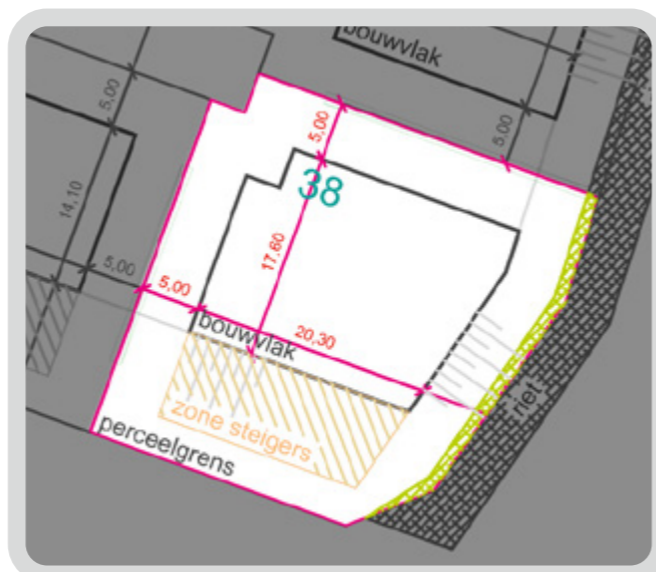 bouwvlak
5,00
5,00
5,00
38
14,10
17,60
5,00
5,00
20,30
bouwvlak
riet
zone steigers
perceelgrens